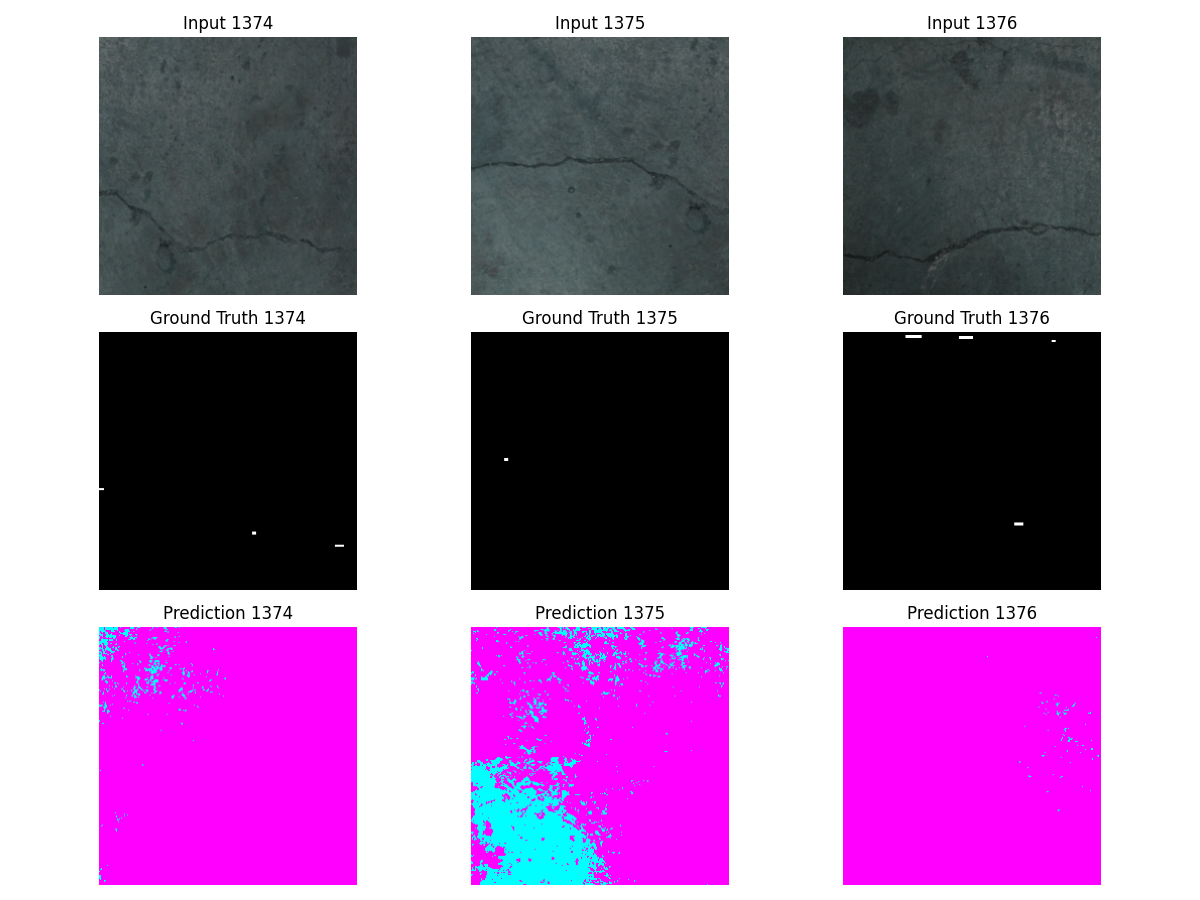 Input 1374
Input 1375
Input 1376
Ground Truth 1374
Ground Truth 1375
Ground Truth 1376
Prediction 1374
Prediction 1375
Prediction 1376